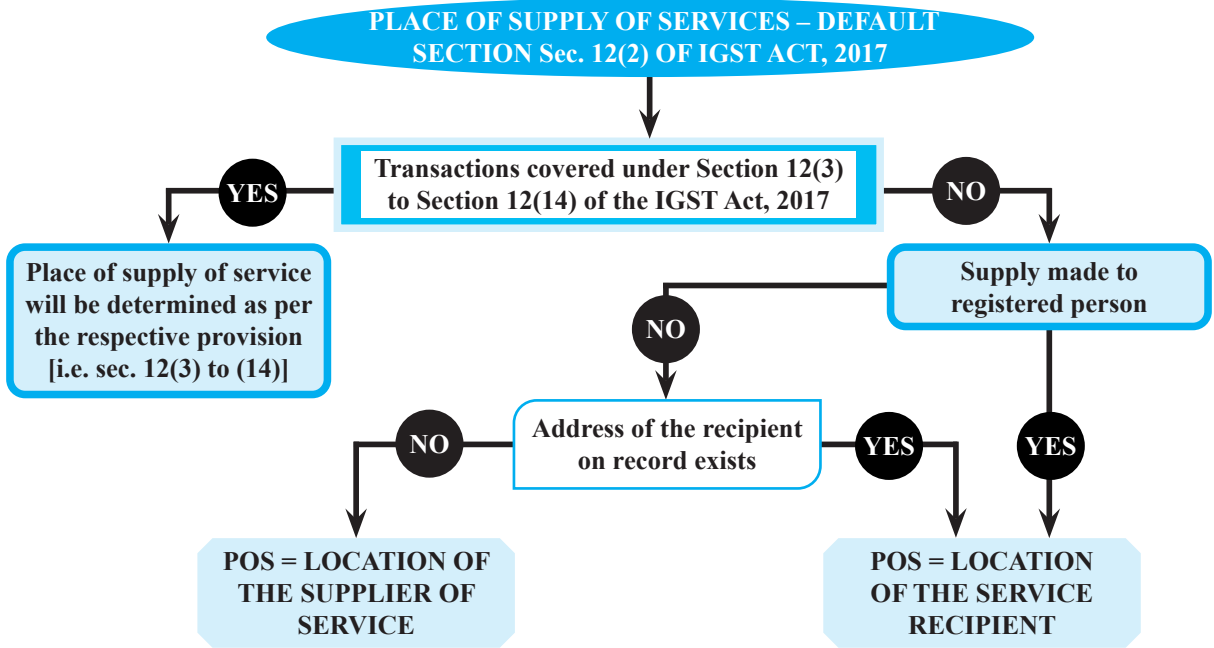 PLACE OF SUPPLY OF SERVICES – DEFAULT
SECTION Sec. 12(2) OF IGST ACT, 2017
Transactions covered under Section 12(3)
to Section 12(14) of the IGST Act, 2017
YES
NO
Place of supply of service
will be determined as per
the respective provision
[i.e. sec. 12(3) to (14)]
Supply made to
registered person
NO
Address of the recipient
on record exists
NO
YES
YES
POS = LOCATION OF
THE SUPPLIER OF
SERVICE
POS = LOCATION
OF THE SERVICE
RECIPIENT